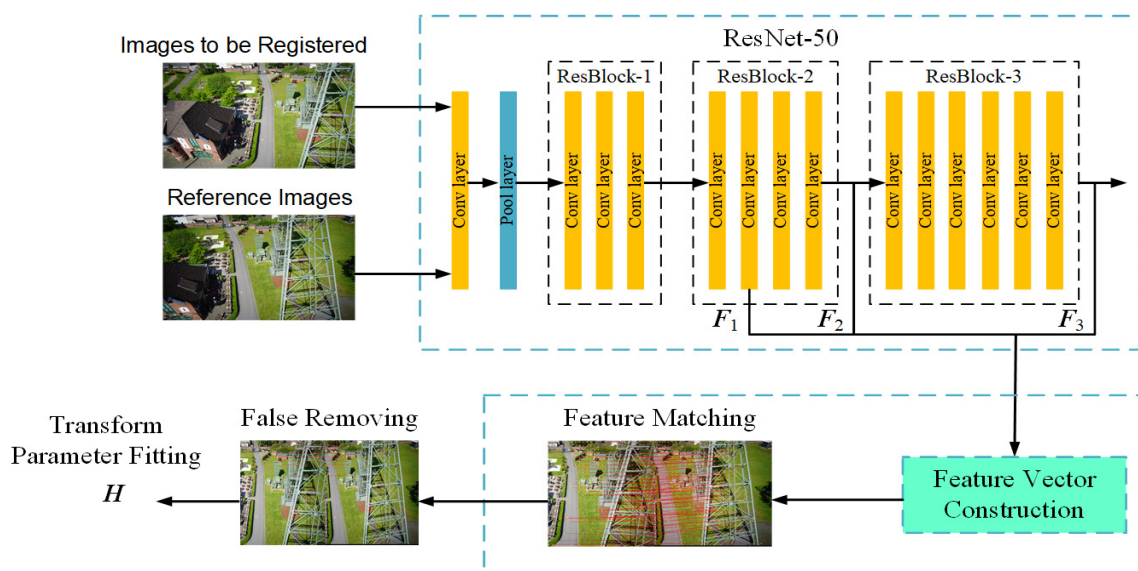 Images to be Registered
Reference Images
ResNet-50
Conv layer
Pool layer
ResBlock-1
Conv layer
Conv layer
Conv layer
ResBlock-2
Conv layer
Conv layer
Conv layer
Conv layer
ResBlock-3
Conv layer
Conv layer
Conv layer
Conv layer
Conv layer
Conv layer
F1
F2
F3
Transform
Parameter Fitting
H
False Removing
Feature Matching
Feature Vector
Construction